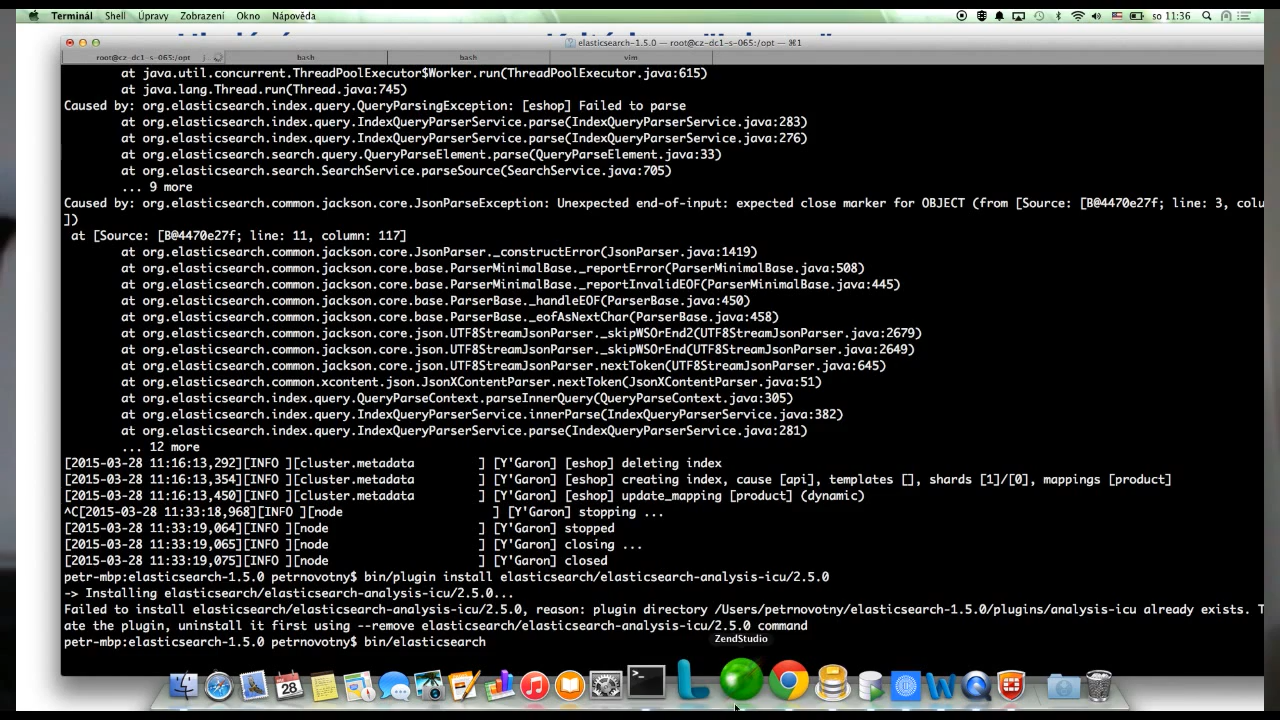 Terminál Shell Úpravy Zobrazení Okno Nápověda so 11:36
elasticsearch-1.5.0 — root@cz-dc1-s-065:/opt — ⌘1
root@cz-dc1-s-065:/opt bash bash vim
at java.util.concurrent.ThreadPoolExecutor$Worker.run(ThreadPoolExecutor.java:615)
at java.lang.Thread.run(Thread.java:745)
Caused by: org.elasticsearch.index.query.QueryParsingException: [eshop] Failed to parse
at org.elasticsearch.index.query.IndexQueryParserService.parse(IndexQueryParserService.java:283)
at org.elasticsearch.index.query.IndexQueryParserService.parse(IndexQueryParserService.java:276)
at org.elasticsearch.search.query.QueryParseElement.parse(QueryParseElement.java:33)
at org.elasticsearch.search.SearchService.parseSource(SearchService.java:705)
... 9 more
Caused by: org.elasticsearch.common.jackson.core.JsonParseException: Unexpected end-of-input: expected close marker for OBJECT (from [Source: [B@4470e27f; line: 3, colu
])
at [Source: [B@4470e27f; line: 11, column: 117]
at org.elasticsearch.common.jackson.core.JsonParser._constructError(JsonParser.java:1419)
at org.elasticsearch.common.jackson.core.base.ParserMinimalBase._reportError(ParserMinimalBase.java:508)
at org.elasticsearch.common.jackson.core.base.ParserMinimalBase._reportInvalidEOF(ParserMinimalBase.java:445)
at org.elasticsearch.common.jackson.core.base.ParserBase._handleEOF(ParserBase.java:450)
at org.elasticsearch.common.jackson.core.base.ParserBase._eofAsNextChar(ParserBase.java:458)
at org.elasticsearch.common.jackson.core.json.UTF8StreamJsonParser._skipWSOrEnd2(UTF8StreamJsonParser.java:2679)
at org.elasticsearch.common.jackson.core.json.UTF8StreamJsonParser._skipWSOrEnd(UTF8StreamJsonParser.java:2649)
at org.elasticsearch.common.jackson.core.json.UTF8StreamJsonParser.nextToken(UTF8StreamJsonParser.java:645)
at org.elasticsearch.common.xcontent.json.JsonXContentParser.nextToken(JsonXContentParser.java:51)
at org.elasticsearch.index.query.QueryParseContext.parseInnerQuery(QueryParseContext.java:305)
at org.elasticsearch.index.query.IndexQueryParserService.innerParse(IndexQueryParserService.java:382)
at org.elasticsearch.index.query.IndexQueryParserService.parse(IndexQueryParserService.java:281)
... 12 more
[2015-03-28 11:16:13,292][INFO ][cluster.metadata ] [Y'Garon] [eshop] deleting index
[2015-03-28 11:16:13,354][INFO ][cluster.metadata ] [Y'Garon] [eshop] creating index, cause [api], templates [], shards [1]/[0], mappings [product]
[2015-03-28 11:16:13,450][INFO ][cluster.metadata ] [Y'Garon] [eshop] update_mapping [product] (dynamic)
^C[2015-03-28 11:33:18,968][INFO ][node ] [Y'Garon] stopping ...
[2015-03-28 11:33:19,064][INFO ][node ] [Y'Garon] stopped
[2015-03-28 11:33:19,065][INFO ][node ] [Y'Garon] closing ...
[2015-03-28 11:33:19,075][INFO ][node ] [Y'Garon] closed
petr-mbp:elasticsearch-1.5.0 petrnovotny$ bin/plugin install elasticsearch/elasticsearch-analysis-icu/2.5.0
-> Installing elasticsearch/elasticsearch-analysis-icu/2.5.0...
Failed to install elasticsearch/elasticsearch-analysis-icu/2.5.0, reason: plugin directory /Users/petrnovotny/elasticsearch-1.5.0/plugins/analysis-icu already exists. T
ate the plugin, uninstall it first using --remove elasticsearch/elasticsearch-analysis-icu/2.5.0 command
petr-mbp:elasticsearch-1.5.0 petrnovotny$ bin/elasticsearch
ZendStudio
28